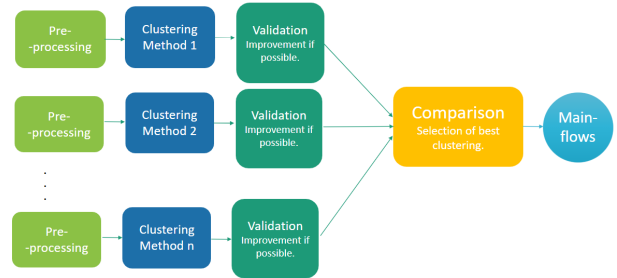 Pre-
-processing
Clustering
Method 1
Validation
Improvement if
possible.
Pre-
-processing
Clustering
Method 2
Validation
Improvement if
possible.
Comparison
Selection of best
clustering.
Main-
flows
.
.
.
Pre-
-processing
Clustering
Method n
Validation
Improvement if
possible.